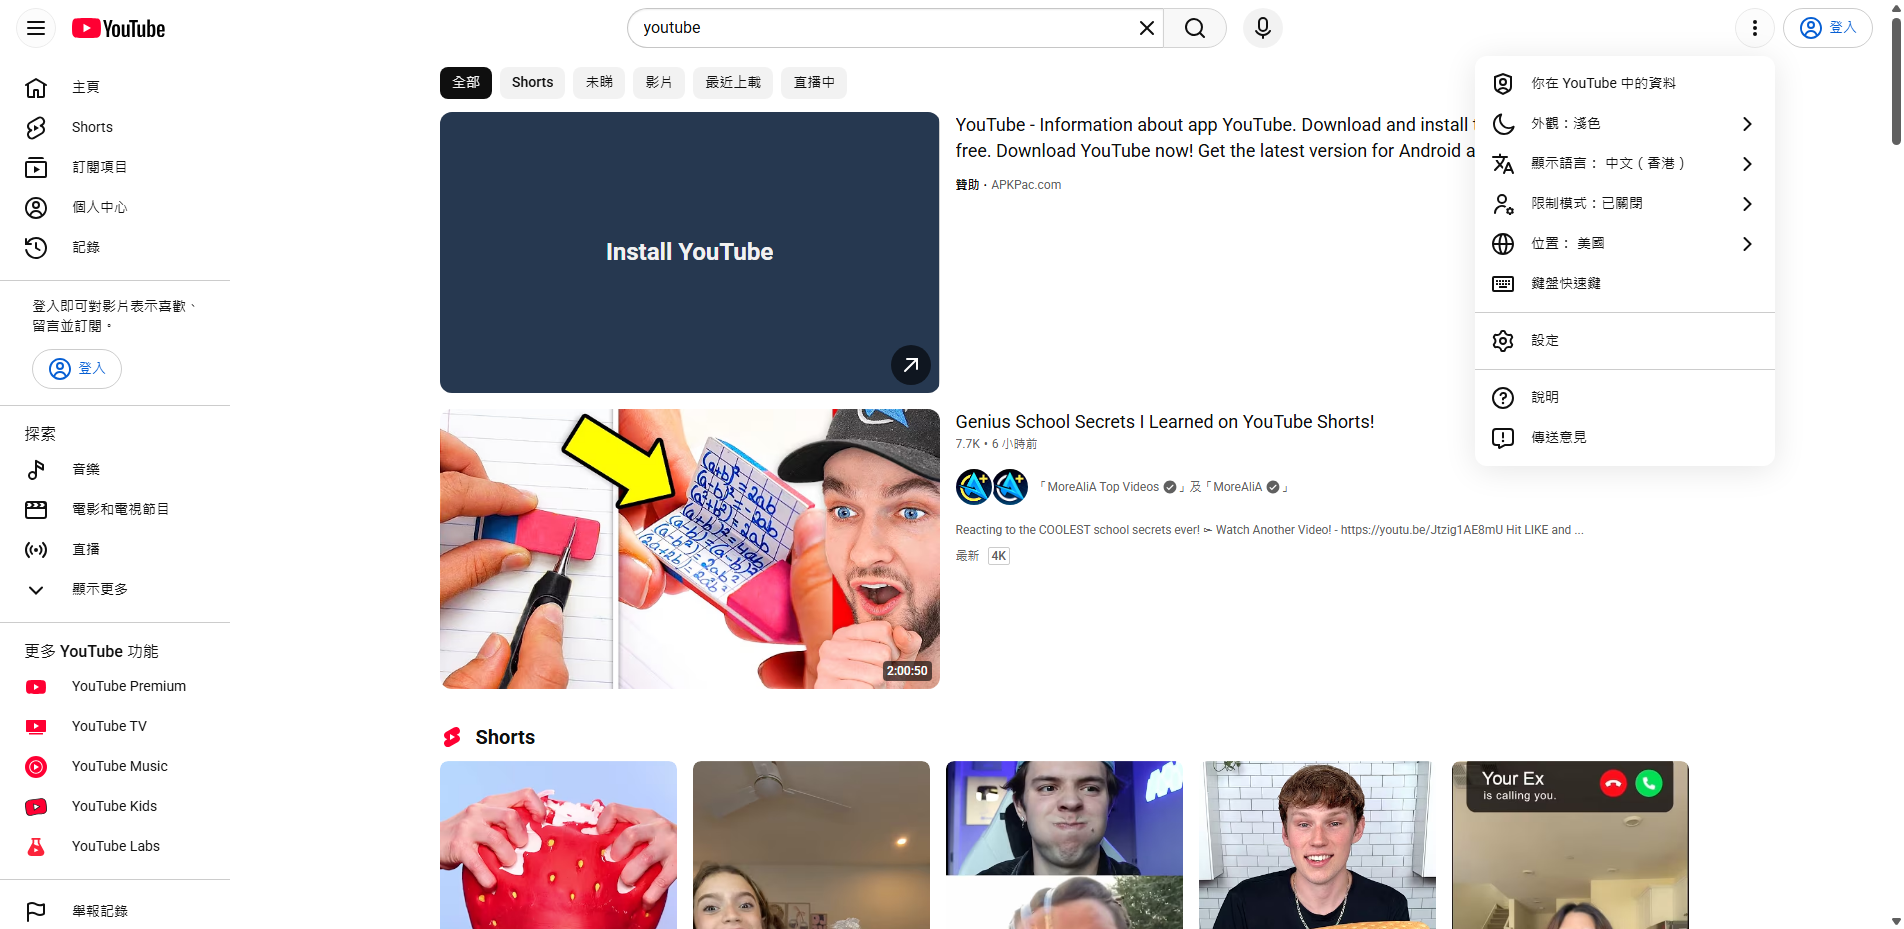 YouTube
youtube
登入
主頁
Shorts
訂閱項目
個人中心
記錄
登入即可對影片表示喜歡、
留言並訂閱。
登入
探索
音樂
電影和電視節目
直播
顯示更多
更多 YouTube 功能
YouTube Premium
YouTube TV
YouTube Music
YouTube Kids
YouTube Labs
舉報記錄
全部
Shorts
未睇
影片
最近上載
直播中
Install YouTube
YouTube - Information about app YouTube. Download and install
free. Download YouTube now! Get the latest version for Android
贊助・APKPac.com
Genius School Secrets I Learned on YouTube Shorts!
7.7K • 6 小時前
「MoreAliA Top Videos」及「MoreAliA」
Reacting to the COOLEST school secrets ever! ➳ Watch Another Video! - https://youtu.be/Jtzig1AE8mU Hit LIKE and ...
最新 4K
2:00:50
Shorts
Your Ex
is calling you.
你在 YouTube 中的資料
外觀：淺色
顯示語言： 中文 ( 香港 )
限制模式：已關閉
位置： 美國
鍵盤快速鍵
設定
說明
傳送意見